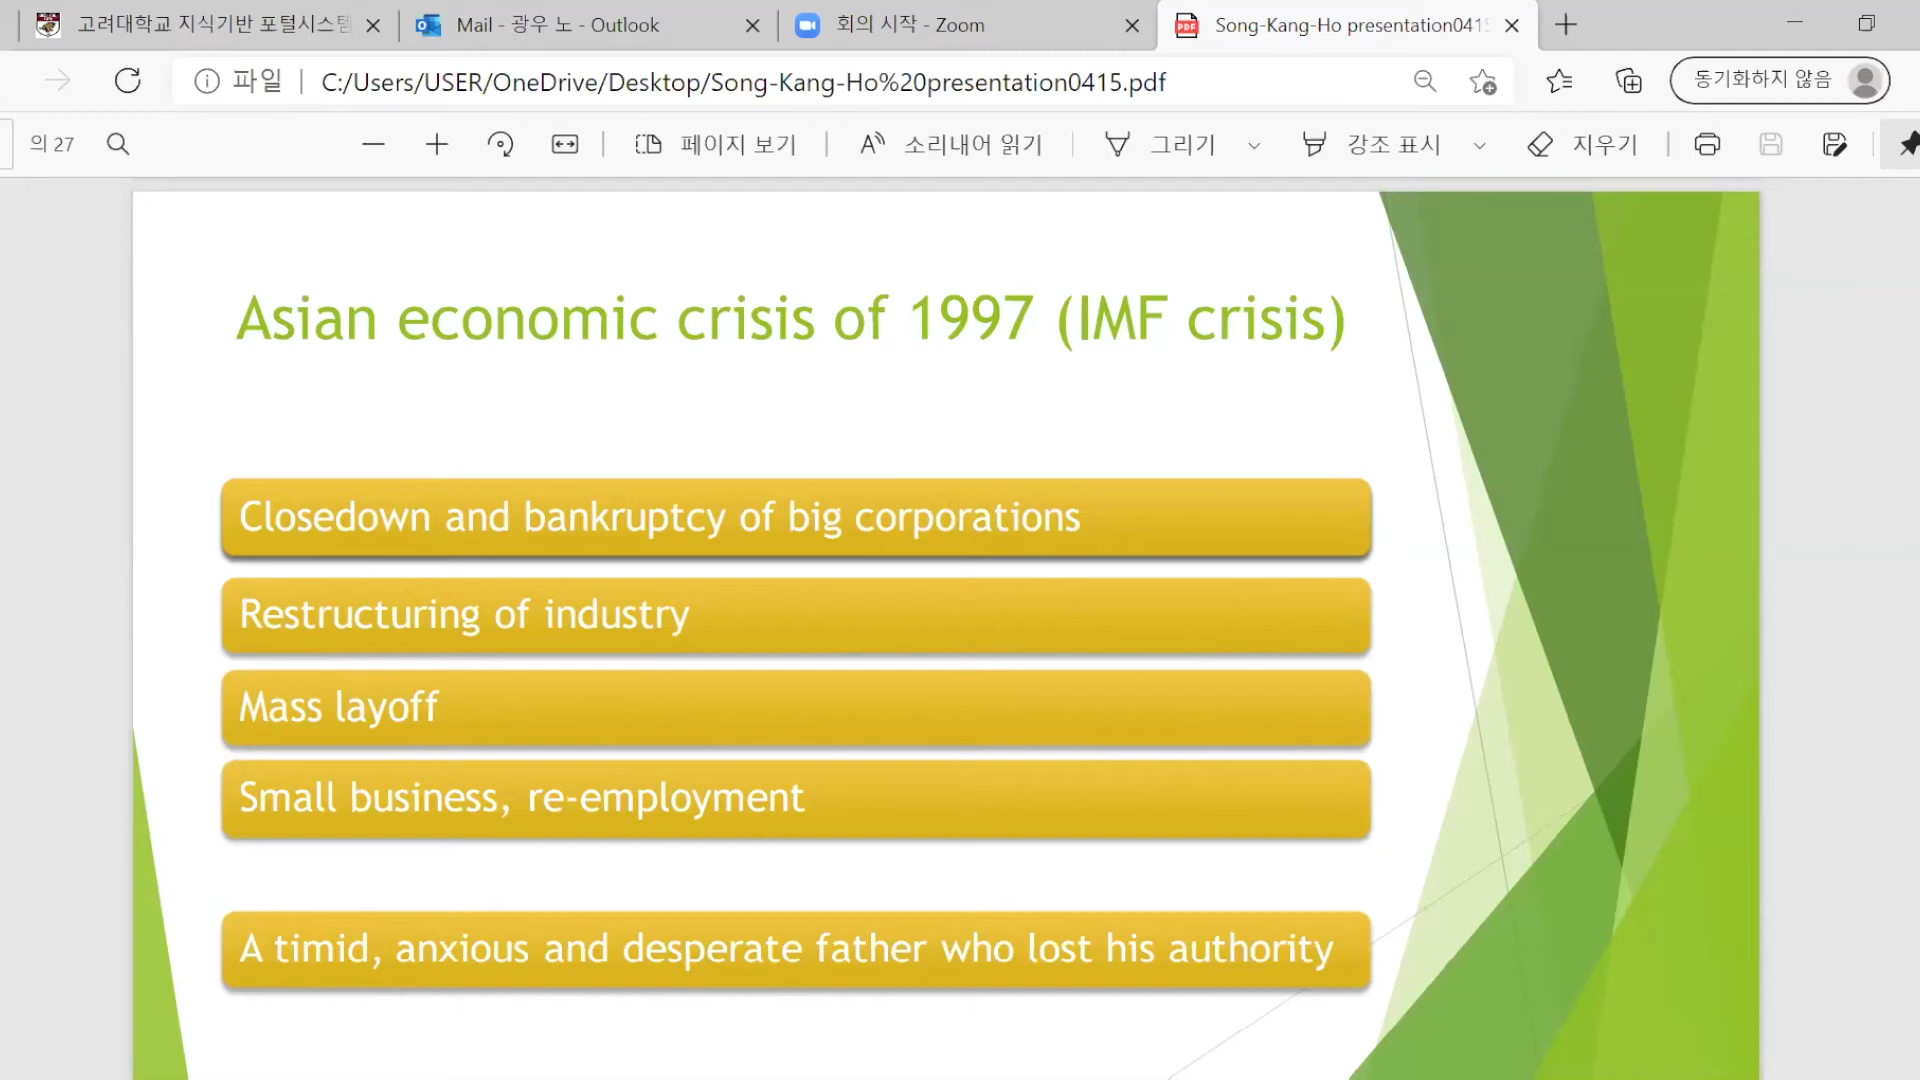 고려대학교 지식기반 포털시스템
Mail - 광우 노 - Outlook
회의 시작 - Zoom
Song-Kang-Ho presentation0415
파일
C:/Users/USER/OneDrive/Desktop/Song-Kang-Ho%20presentation0415.pdf
동기화하지 않음
의 27
페이지 보기
소리내어 읽기
그리기
강조 표시
지우기
Asian economic crisis of 1997 (IMF crisis)
Closedown and bankruptcy of big corporations
Restructuring of industry
Mass layoff
Small business, re-employment
A timid, anxious and desperate father who lost his authority